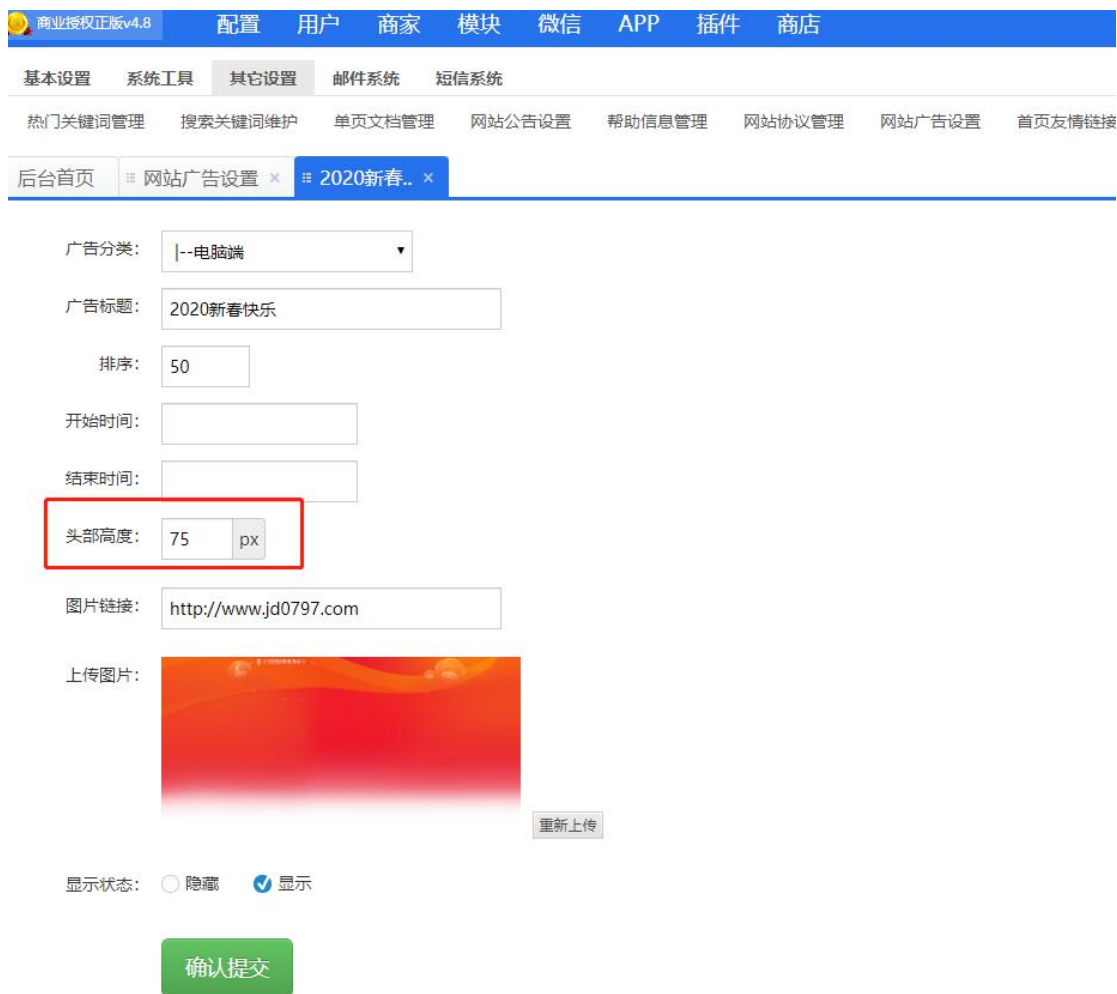 商业授权正版v4.8 配置 用户 商家 模块 微信 APP 插件 商店
基本设置 系统工具 其它设置 邮件系统 短信系统
热门关键词管理 搜索关键词维护 单页文档管理 网站公告设置 帮助信息管理 网站协议管理 网站广告设置 首页友情链接
后台首页 网站广告设置 × 2020新春.. ×
广告分类: |--电脑端
广告标题: 2020新春快乐
排序: 50
开始时间:
结束时间:
头部高度: 75 px
图片链接: http://www.jd0797.com
上传图片:
重新上传
显示状态: 隐藏 显示
确认提交